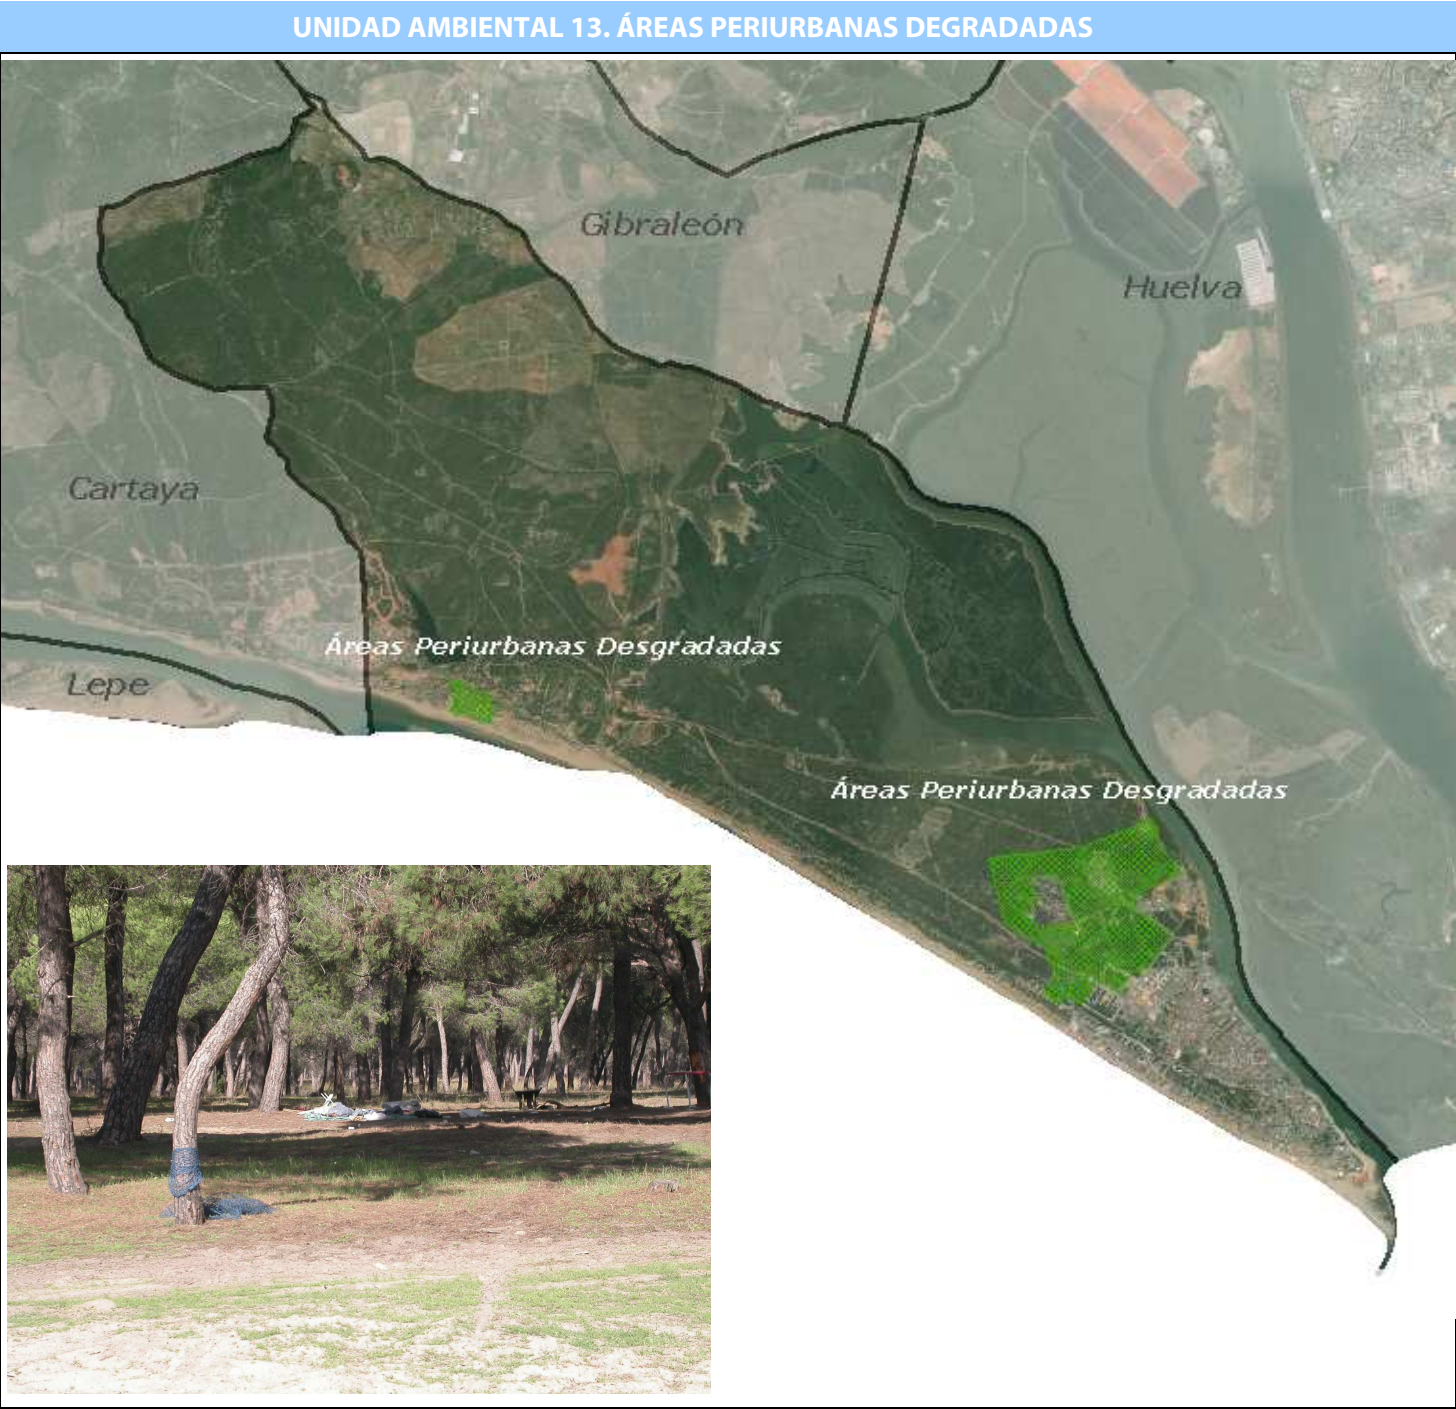 UNIDAD AMBIENTAL 13. ÁREAS PERIURBANAS DEGRADADAS
Gibraleón
Huelva
Cartaya
Áreas Periurbanas Desgradadas
Lepe
Áreas Periurbanas Desgradadas